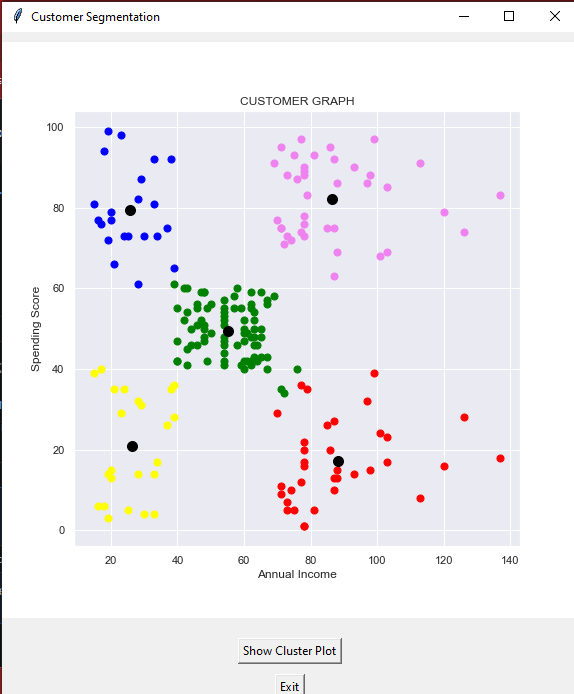 Customer Segmentation
CUSTOMER GRAPH
100
80
60
40
20
0
Spending Score
20 40 60 80 100 120 140
Annual Income
Show Cluster Plot
Exit